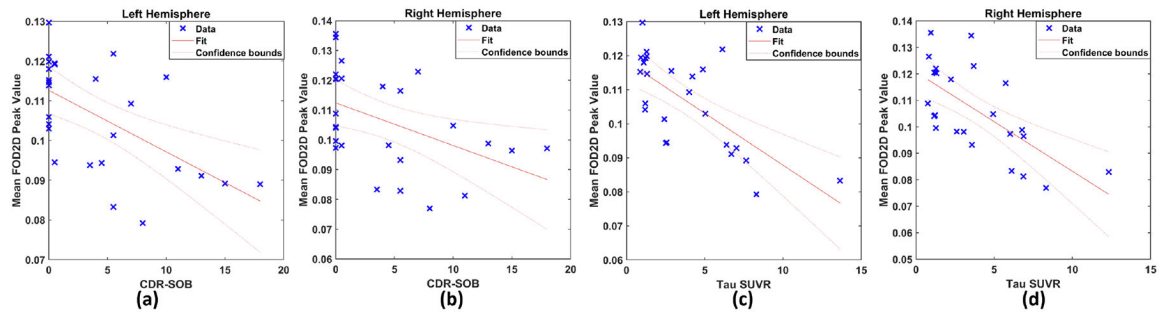 Left Hemisphere
Mean FOD2D Peak Value
0.13
0.12
0.11
0.1
0.09
0.08
0.07
0 5 10 15 20
CDR-SOB
Data
Fit
Confidence bounds
(a)
Right Hemisphere
Mean FOD2D Peak Value
0.14
0.13
0.12
0.11
0.1
0.09
0.08
0.07
0.06
0 5 10 15 20
CDR-SOB
Data
Fit
Confidence bounds
(b)
Left Hemisphere
Mean FOD2D Peak Value
0.13
0.12
0.11
0.1
0.09
0.08
0.07
0.06
0 5 10 15
Tau SUVR
Data
Fit
Confidence bounds
(c)
Right Hemisphere
Mean FOD2D Peak Value
0.14
0.13
0.12
0.11
0.1
0.09
0.08
0.07
0.06
0.05
0 5 10 15
Tau SUVR
Data
Fit
Confidence bounds
(d)